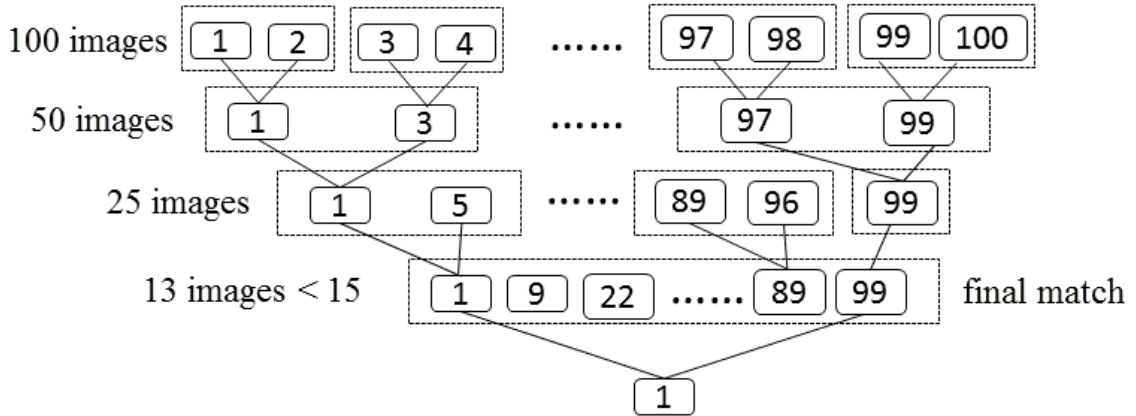 100 images 1 2 3 4 ...... 97 98 99 100
50 images 1 3 ...... 97 99
25 images 1 5 ...... 89 96 99
13 images < 15 1 9 22 ...... 89 99 final match
1